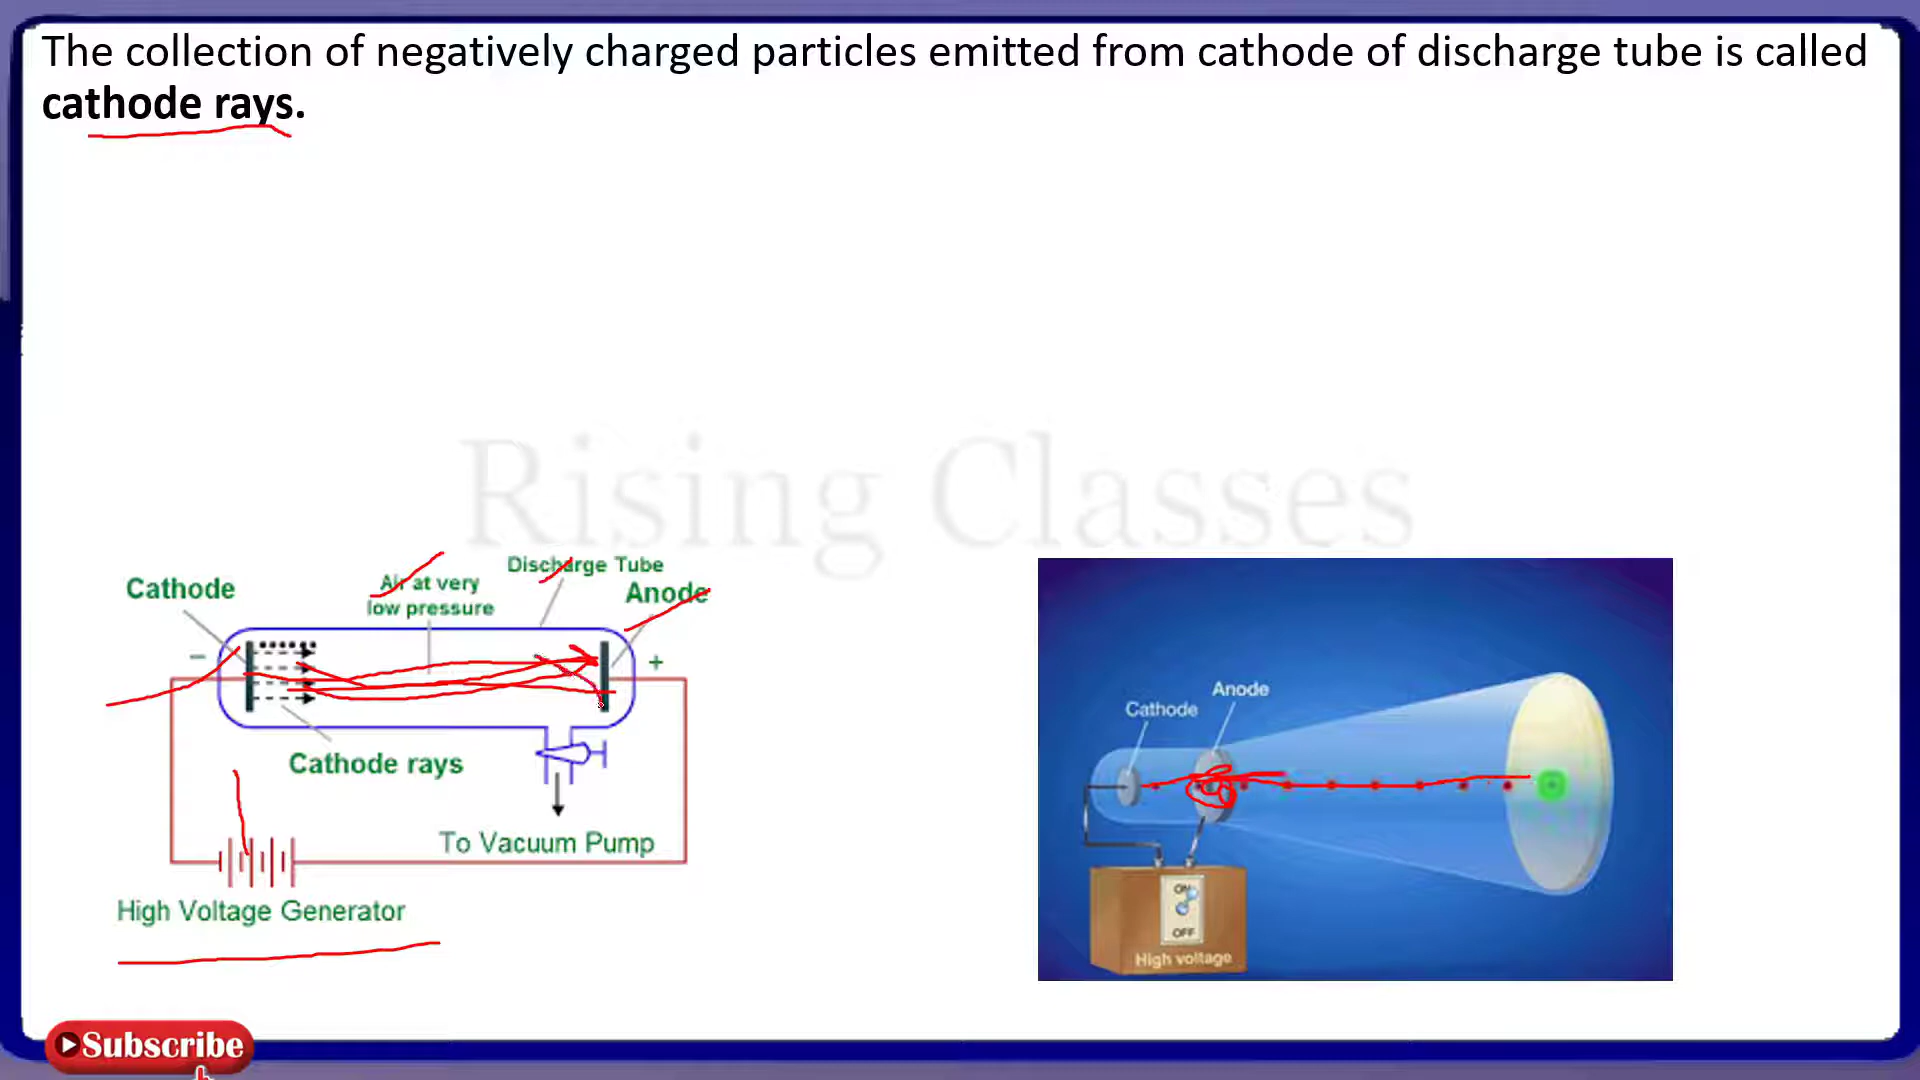 The collection of negatively charged particles emitted from cathode of discharge tube is called
cathode rays.
Rising Classes
Discharge Tube
Cathode
Air at very
low pressure
Anode
−
+
Cathode rays
To Vacuum Pump
High Voltage Generator
Anode
Cathode
ON
OFF
High voltage
Subscribe